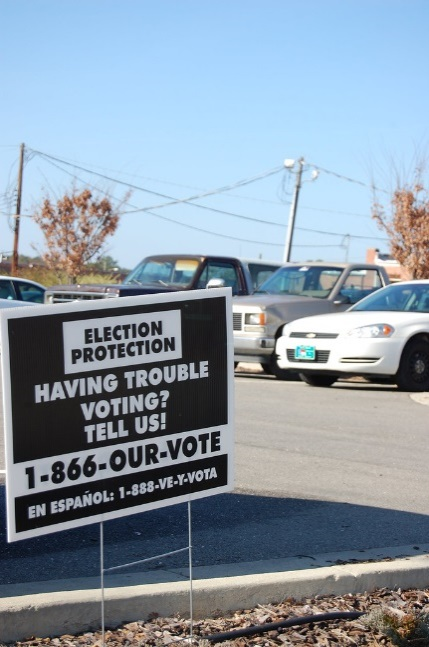 ELECTION
PROTECTION
HAVING TROUBLE
VOTING?
TELL US!
1-866-OUR-VOTE
EN ESPAÑOL: 1-888-VE-Y-VOTA